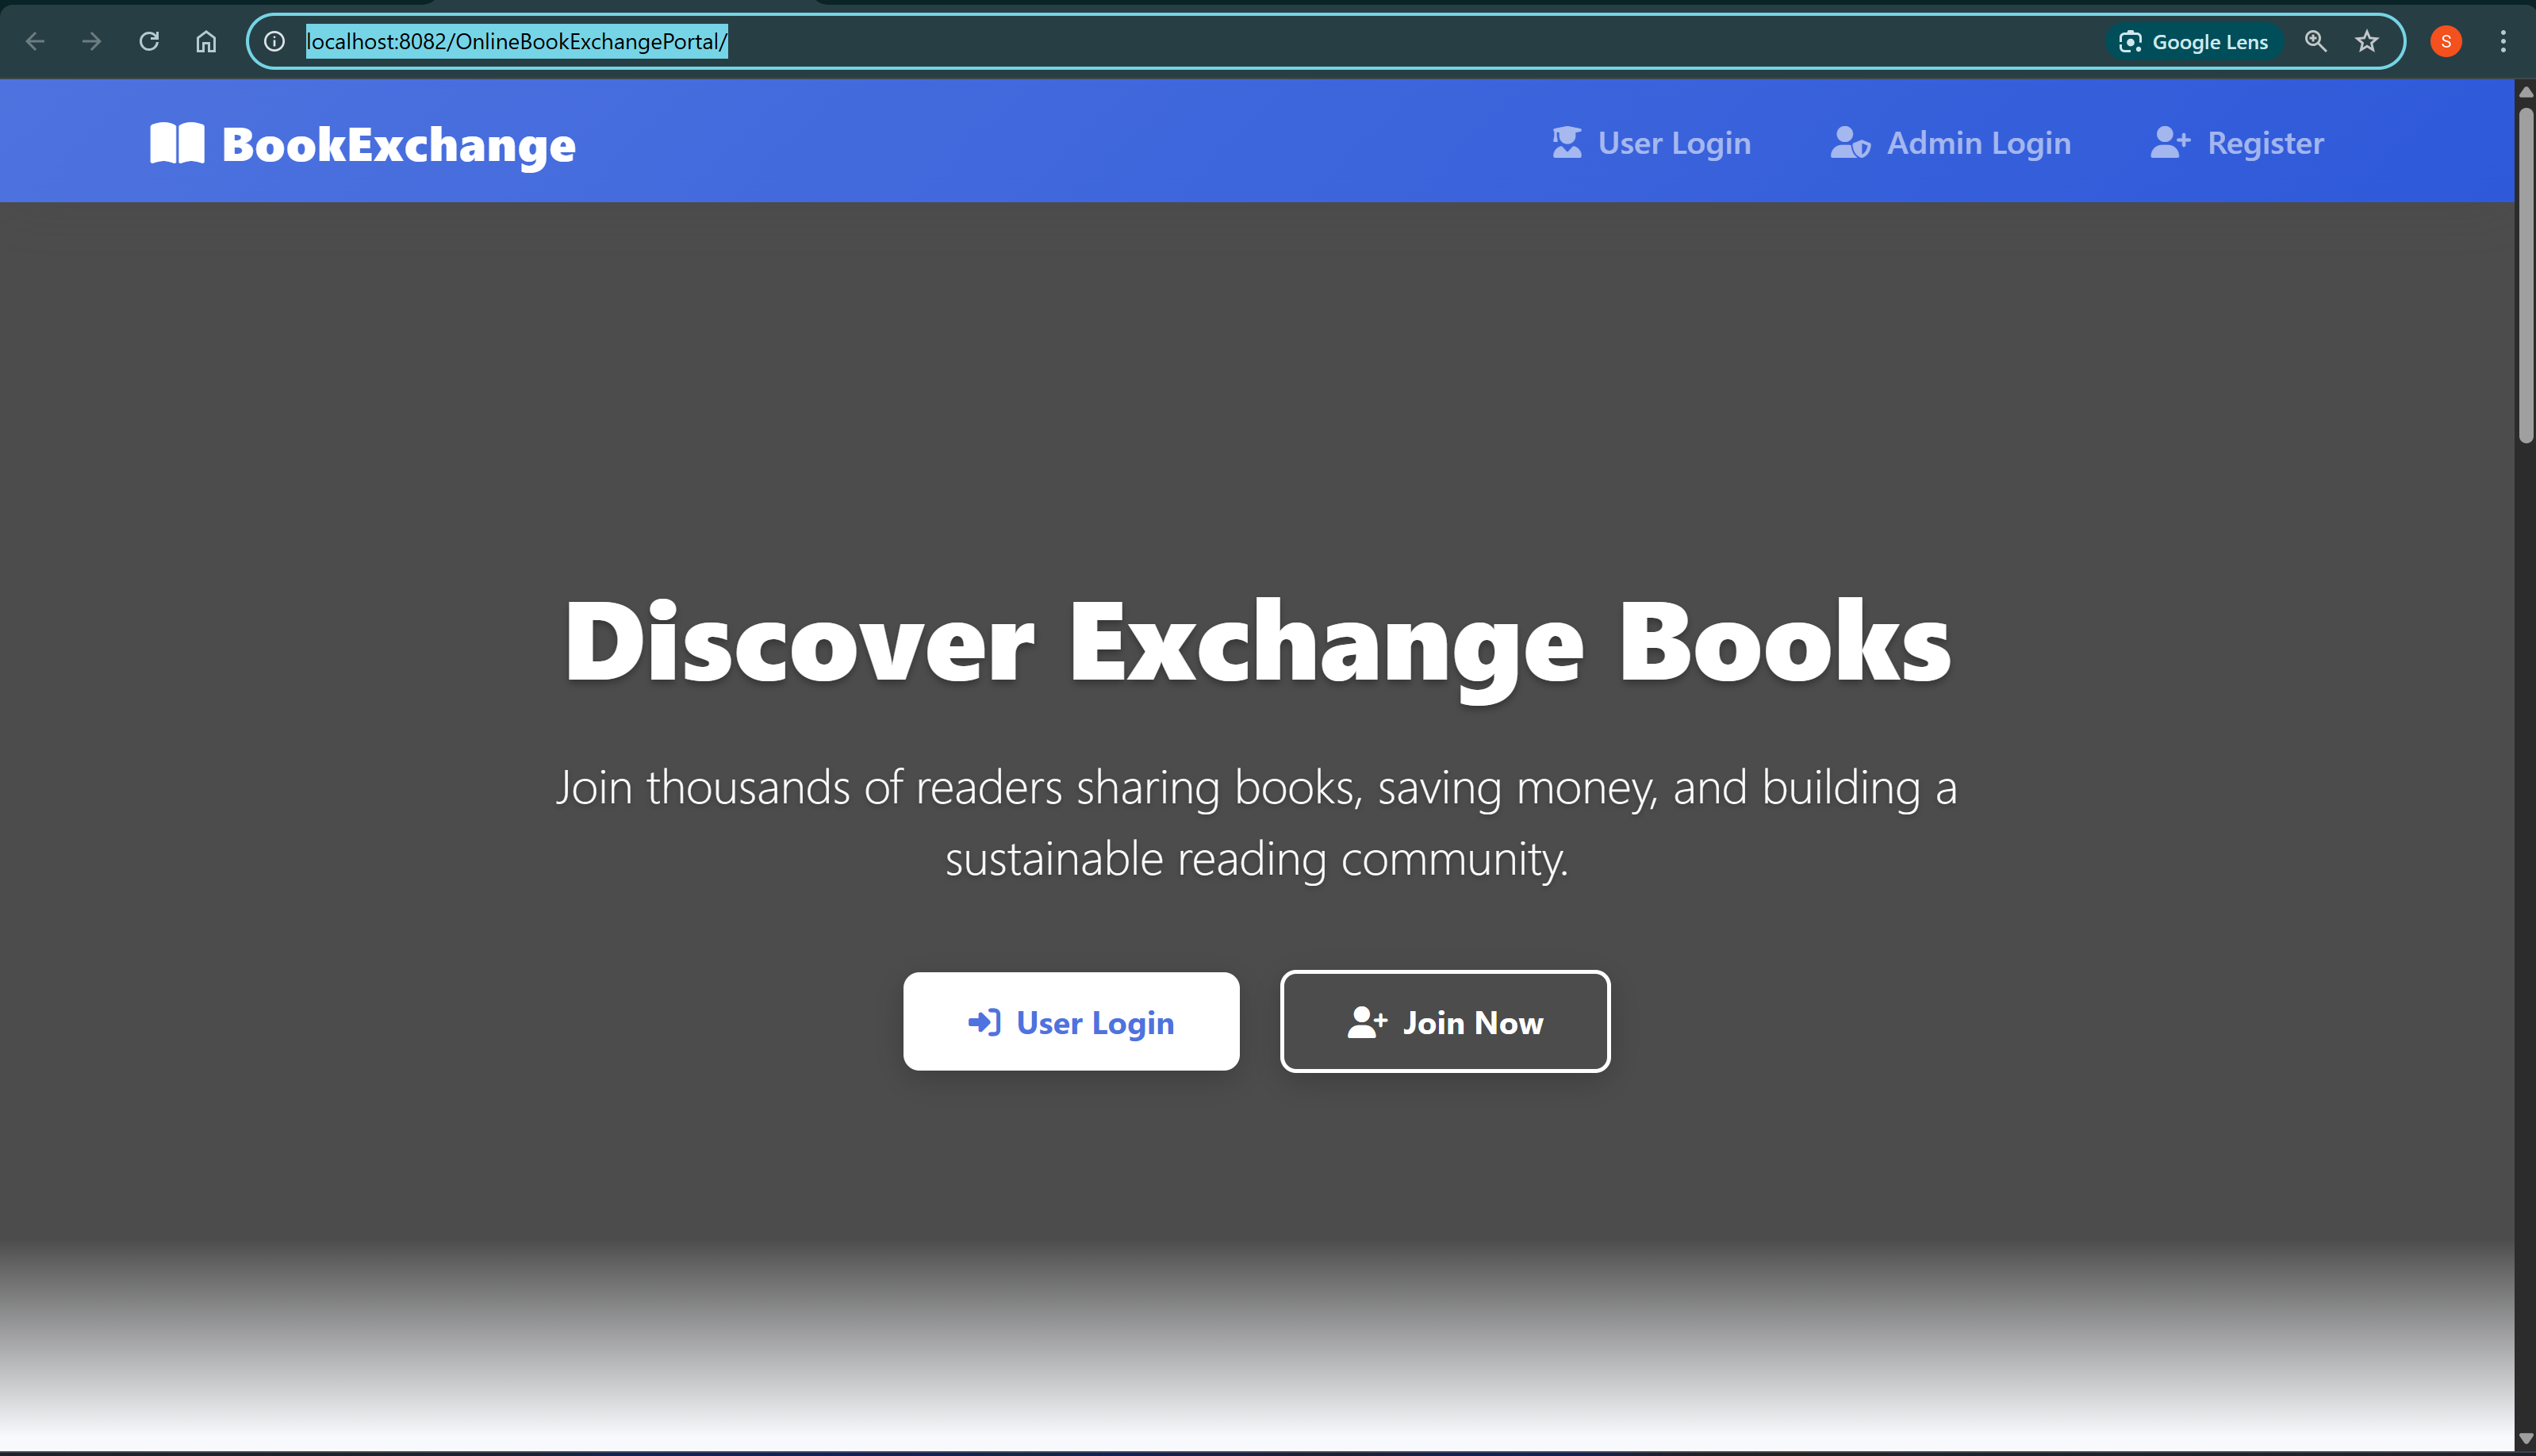 localhost:8082/OnlineBookExchangePortal/
Google Lens
S
BookExchange
User Login
Admin Login
Register
Discover Exchange Books
Join thousands of readers sharing books, saving money, and building a
sustainable reading community.
User Login
Join Now